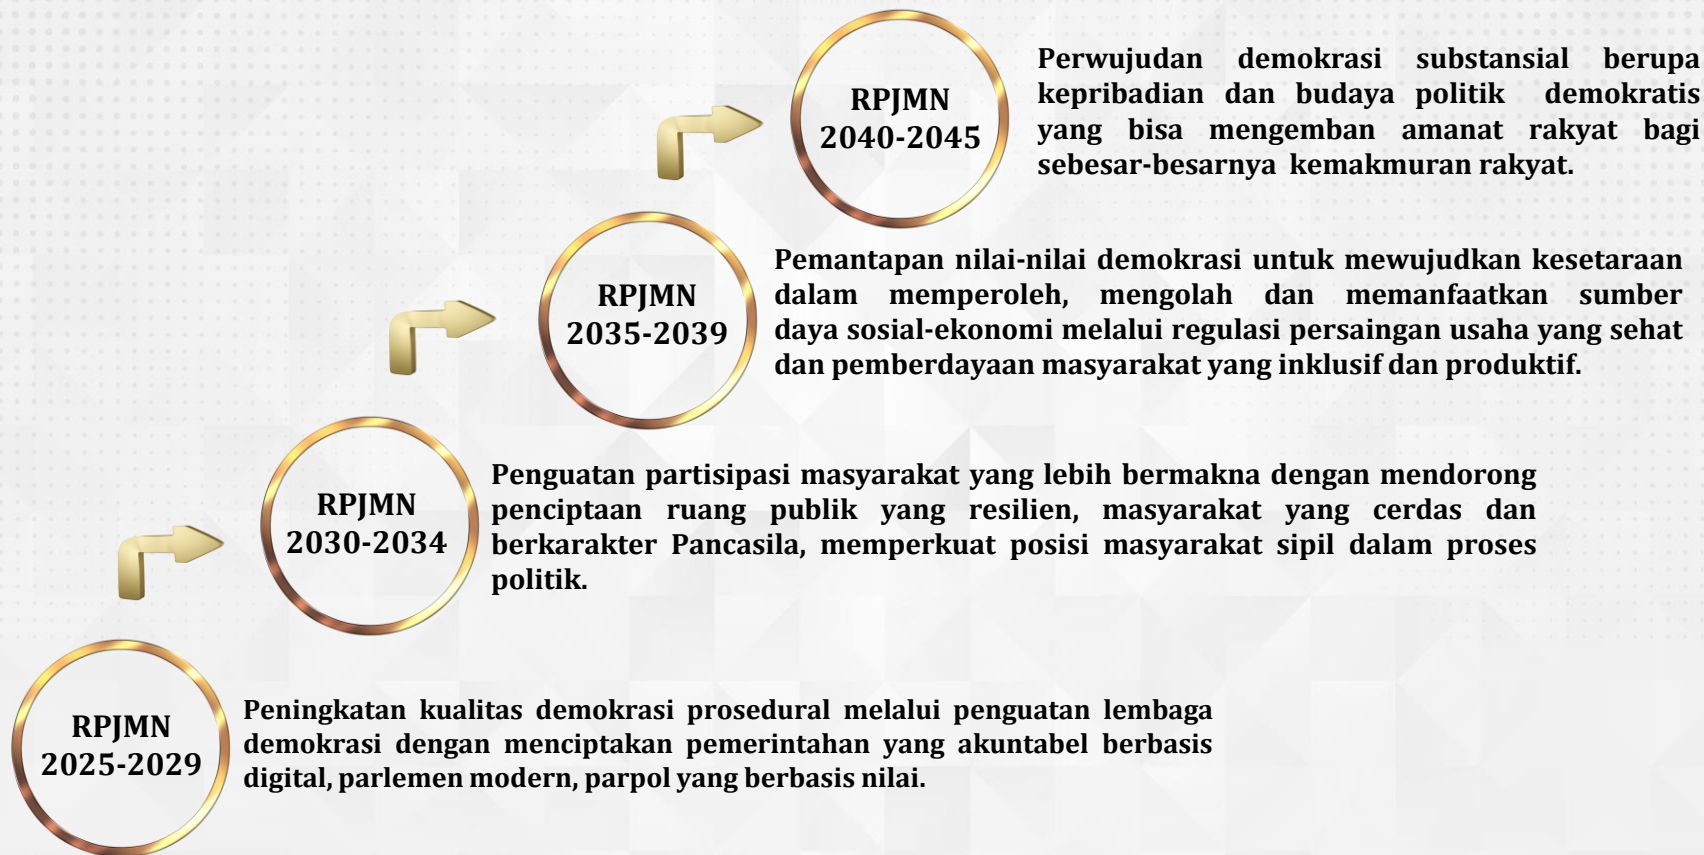 RPJMN
2040-2045
Perwujudan demokrasi substansial berupa
kepribadian dan budaya politik demokratis
yang bisa mengemban amanat rakyat bagi
sebesar-besarnya kemakmuran rakyat.
RPJMN
2035-2039
Pemantapan nilai-nilai demokrasi untuk mewujudkan kesetaraan
dalam memperoleh, mengolah dan memanfaatkan sumber
daya sosial-ekonomi melalui regulasi persaingan usaha yang sehat
dan pemberdayaan masyarakat yang inklusif dan produktif.
RPJMN
2030-2034
Penguatan partisipasi masyarakat yang lebih bermakna dengan mendorong
penciptaan ruang publik yang resilien, masyarakat yang cerdas dan
berkarakter Pancasila, memperkuat posisi masyarakat sipil dalam proses
politik.
RPJMN
2025-2029
Peningkatan kualitas demokrasi prosedural melalui penguatan lembaga
demokrasi dengan menciptakan pemerintahan yang akuntabel berbasis
digital, parlemen modern, parpol yang berbasis nilai.